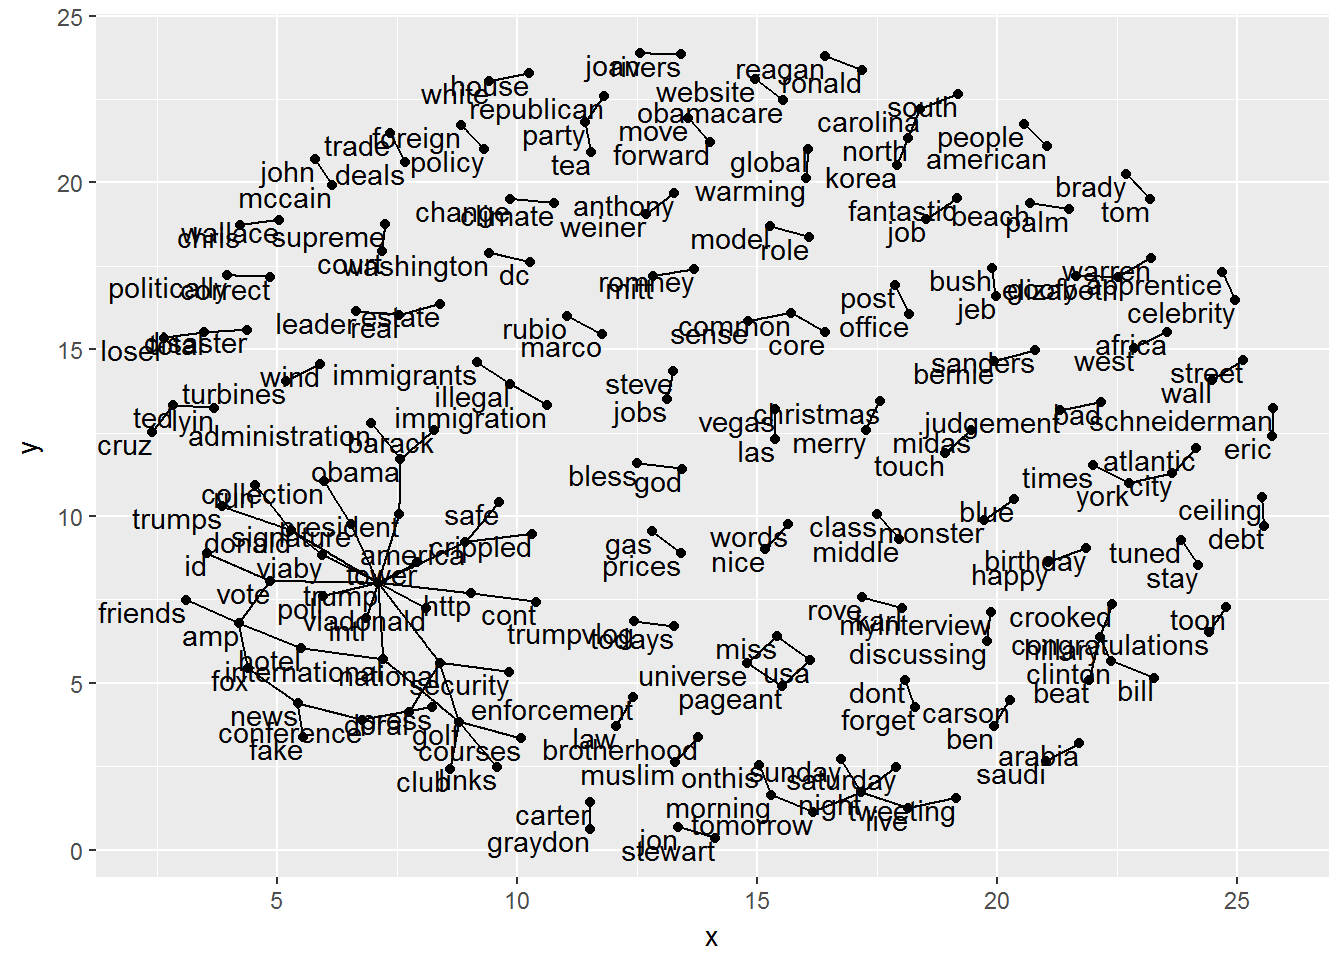 25
joan
rivers
reagan
ronald
white
house
website
obamacare
republican
party
tea
south
carolina
north
korea
foreign
policy
move
forward
people
american
trade
deals
global
warming
20
john
mccain
brady
tom
change
climate
anthony
weiner
fantastic
job
beach
palm
chris
wallace
supreme
court
model
role
washington
dc
romney
mitt
bush
jeb
elizabeth
goofy
warren
apprentice
celebrity
politically
correct
post
office
leader
real
estate
rubio
marco
sense
common
core
15
loser
total
disaster
africa
west
sanders
bernie
wind
turbines
immigrants
illegal
immigration
steve
jobs
street
wall
ted
lyin
cruz
vegas
las
christmas
merry
judgement
bad
schneiderman
eric
administration
barack
obama
midas
touch
bless
god
times
york
city
atlantic
collection
run
trumps
signature
president
safe
crippled
10
y
blue
monster
ceiling
debt
donald
id
viaby
america
tower
gas
prices
words
nice
class
middle
birthday
happy
tuned
stay
vote
poll
trump
http
cont
friends
amp
intl
vladonald
rove
karl
myinterview
discussing
crooked
hillary
clinton
congratulations
toon
trumpvlog
todays
hotel
international
national
miss
universe
usa
pageant
5
fox
security
beat
bill
dont
forget
news
conference
fake
doral
press
golf
courses
enforcement
law
carson
ben
club
links
brotherhood
muslim
arabia
saudi
onthis
morning
sunday
saturday
night
tomorrow
tweeting
live
carter
graydon
jon
stewart
0
5
10
15
20
25
x